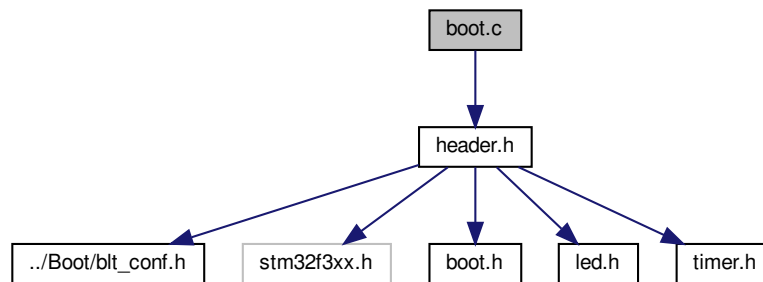 boot.c
header.h
../Boot/blt_conf.h
stm32f3xx.h
boot.h
led.h
timer.h